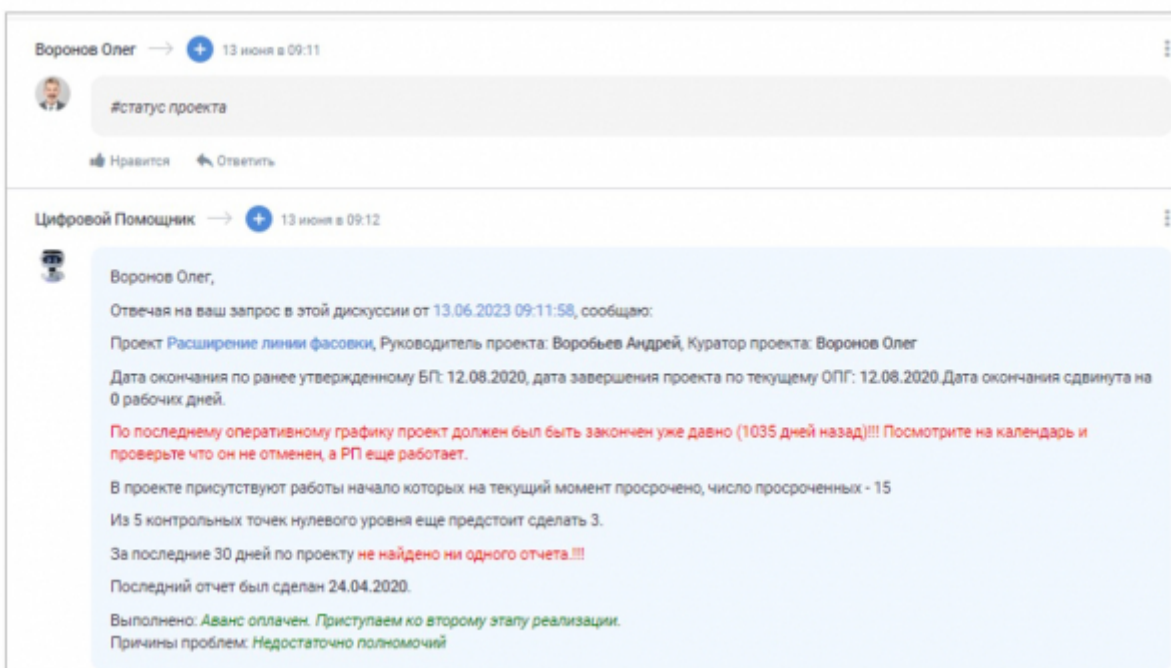 Воронов Олег → + 13 июня в 09:11
#статус проекта
Нравится Ответить
Цифровой Помощник → + 13 июня в 09:12
Воронов Олег,
Отвечая на ваш запрос в этой дискуссии от 13.06.2023 09:11:58, сообщаю:
Проект Расширение линии фасовки, Руководитель проекта: Воробьев Андрей, Куратор проекта: Воронов Олег
Дата окончания по ранее утвержденному БП: 12.08.2020, дата завершения проекта по текущему ОПГ: 12.08.2020.Дата окончания сдвинута на
0 рабочих дней.
По последнему оперативному графику проект должен был быть закончен уже давно (1035 дней назад)!!! Посмотрите на календарь и
проверьте что он не отменен, а РП еще работает.
В проекте присутствуют работы начало которых на текущий момент просрочено, число просроченных - 15
Из 5 контрольных точек нулевого уровня еще предстоит сделать 3.
За последние 30 дней по проекту не найдено ни одного отчета.!!!
Последний отчет был сделан 24.04.2020.
Выполнено: Аванс оплачен. Приступаем ко второму этапу реализации.
Причины проблем: Недостаточно полномочий